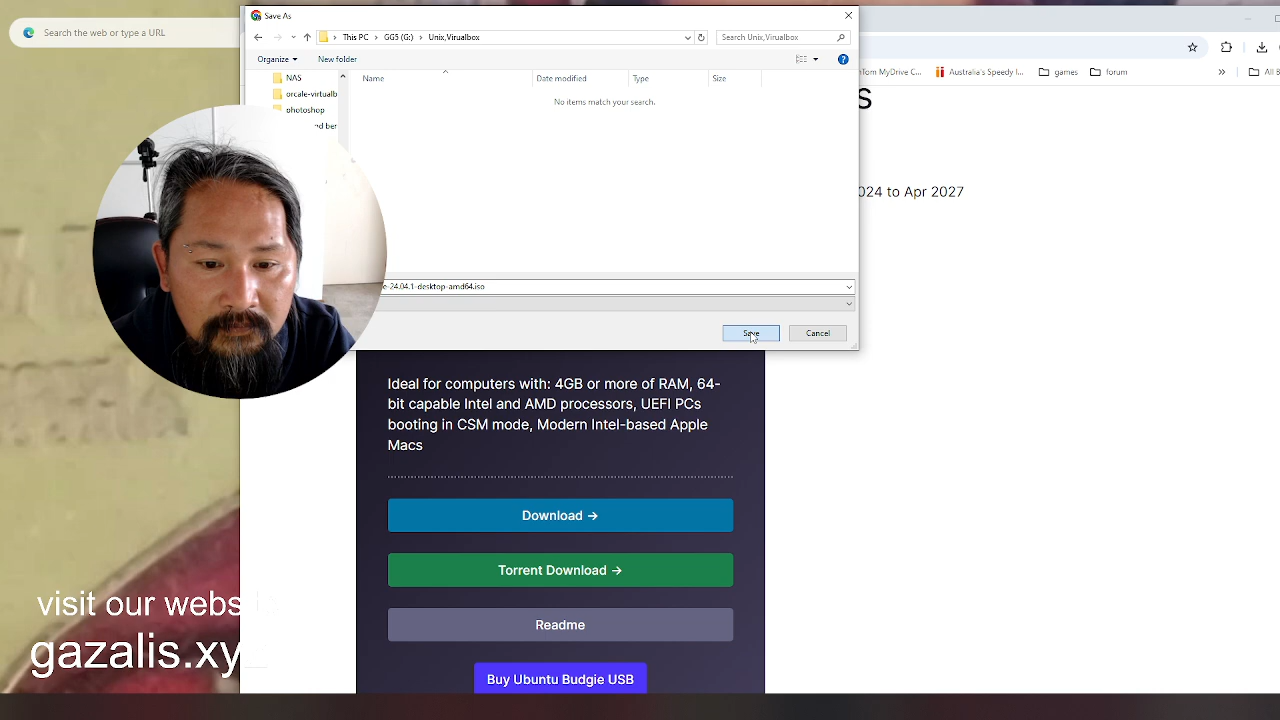 Search the web or type a URL
Save As
This PC
GG5 (G:)
Unix,Virualbox
Search Unix,Virualbox
Organize
New folder
NAS
orcale-virtualb
photoshop
nd ber
Name
Date modified
Type
Size
No items match your search.
e-24.04.1-desktop-amd64.iso
Save
Cancel
Tom MyDrive C...
Australia's Speedy I...
games
forum
»
All B
s
024 to Apr 2027
Ideal for computers with: 4GB or more of RAM, 64-
bit capable Intel and AMD processors, UEFI PCs
booting in CSM mode, Modern Intel-based Apple
Macs
Download →
Torrent Download →
Readme
Buy Ubuntu Budgie USB
visit our webs
gazalis.xy